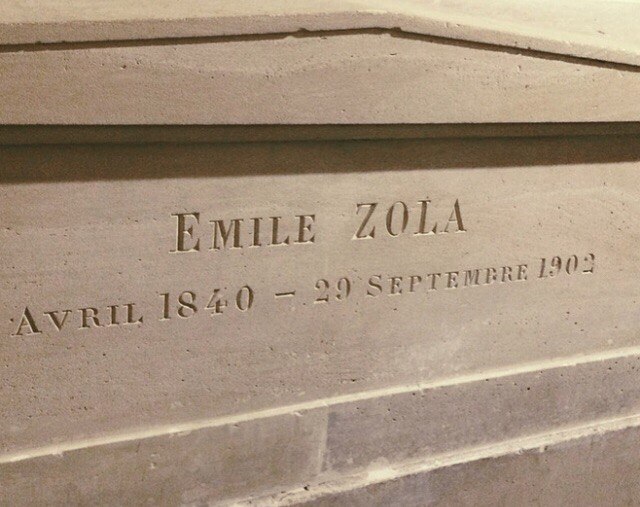 EMILE ZOLA
AVRIL 1840 – 29 SEPTEMBRE 1902